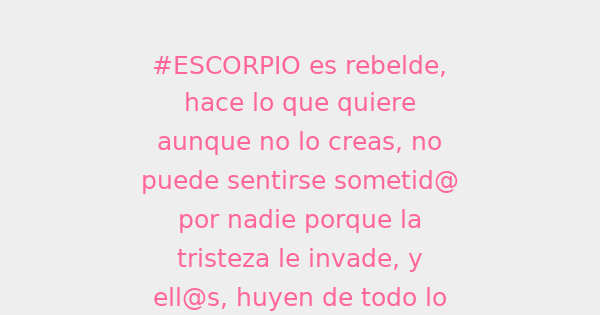 #ESCORPIO es rebelde,
hace lo que quiere
aunque no lo creas, no
puede sentirse sometid@
por nadie porque la
tristeza le invade, y
ell@s, huyen de todo lo